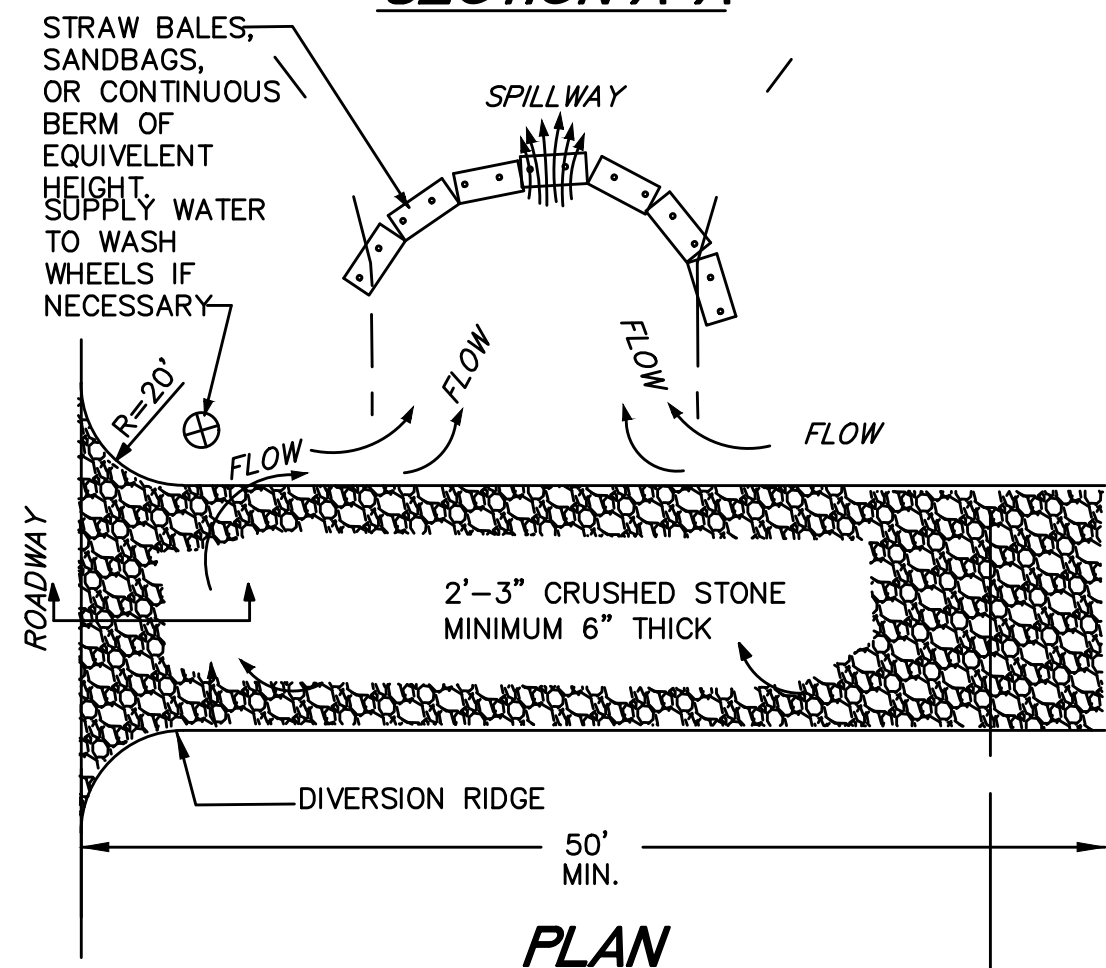 SECTION A-A
STRAW BALES,
SANDBAGS,
OR CONTINUOUS
BERM OF
EQUIVELENT
HEIGHT.
SUPPLY WATER
TO WASH
WHEELS IF
NECESSARY
SPILLWAY
FLOW
FLOW
R=20'
FLOW
FLOW
ROADWAY
2'-3" CRUSHED STONE
MINIMUM 6" THICK
DIVERSION RIDGE
50'
MIN.
PLAN